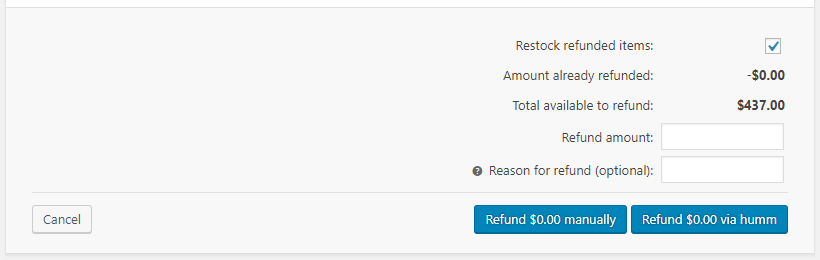 Restock refunded items:
Amount already refunded: -$0.00
Total available to refund: $437.00
Refund amount:
? Reason for refund (optional):
Cancel Refund $0.00 manually Refund $0.00 via humm